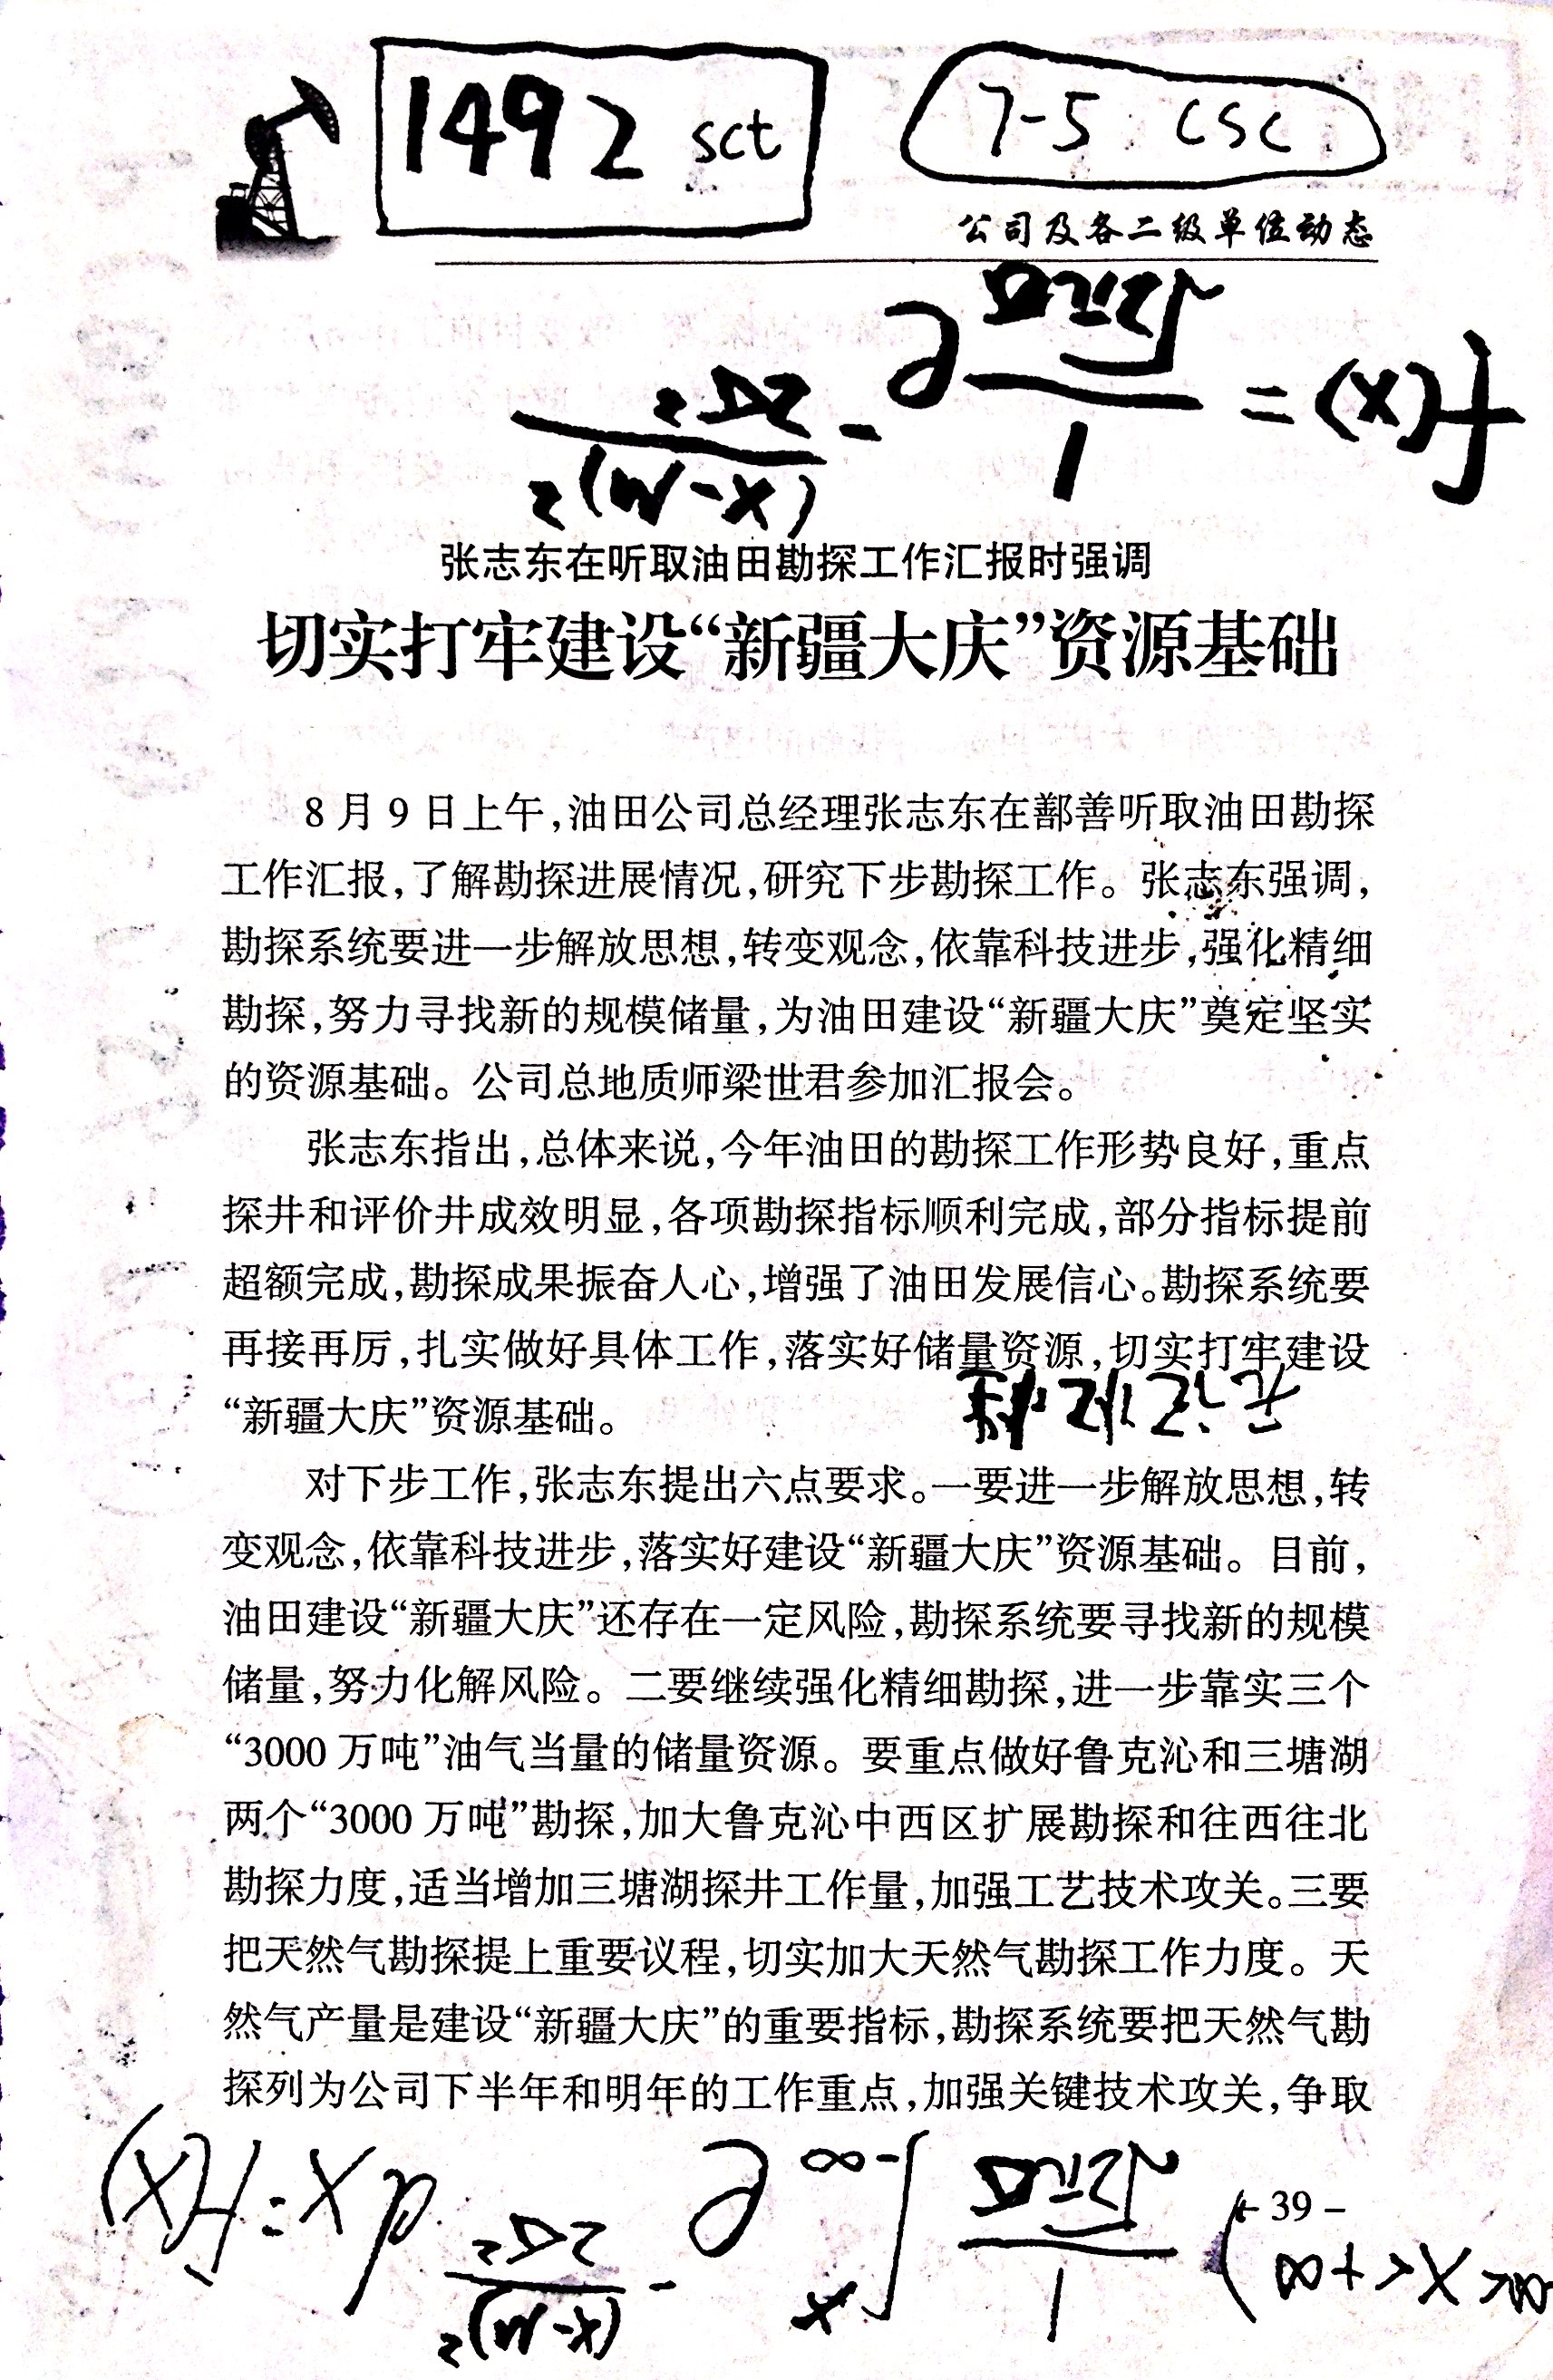 1492 sct
7-5 CSC
公司及各二级单位动态
f(x) = 1/(√2π σ) e^(-(x-M)²/2σ²)
张志东在听取油田勘探工作汇报时强调
切实打牢建设“新疆大庆”资源基础
8月9日上午,油田公司总经理张志东在鄯善听取油田勘探
工作汇报,了解勘探进展情况,研究下步勘探工作。张志东强调,
勘探系统要进一步解放思想,转变观念,依靠科技进步,强化精细
勘探,努力寻找新的规模储量,为油田建设“新疆大庆”奠定坚实
的资源基础。公司总地质师梁世君参加汇报会。
张志东指出,总体来说,今年油田的勘探工作形势良好,重点
探井和评价井成效明显,各项勘探指标顺利完成,部分指标提前
超额完成,勘探成果振奋人心,增强了油田发展信心。勘探系统要
再接再厉,扎实做好具体工作,落实好储量资源,切实打牢建设
“新疆大庆”资源基础。
对下步工作,张志东提出六点要求。一要进一步解放思想,转
变观念,依靠科技进步,落实好建设“新疆大庆”资源基础。目前,
油田建设“新疆大庆”还存在一定风险,勘探系统要寻找新的规模
储量,努力化解风险。二要继续强化精细勘探,进一步靠实三个
“3000万吨”油气当量的储量资源。要重点做好鲁克沁和三塘湖
两个“3000万吨”勘探,加大鲁克沁中西区扩展勘探和往西往北
勘探力度,适当增加三塘湖探井工作量,加强工艺技术攻关。三要
把天然气勘探提上重要议程,切实加大天然气勘探工作力度。天
然气产量是建设“新疆大庆”的重要指标,勘探系统要把天然气勘
探列为公司下半年和明年的工作重点,加强关键技术攻关,争取
- 39 -
(-∞<x<+∞) 1/(√2π σ) ∫_{-∞}^{x} e^(-(x-M)²/2σ²) dx = F(x)